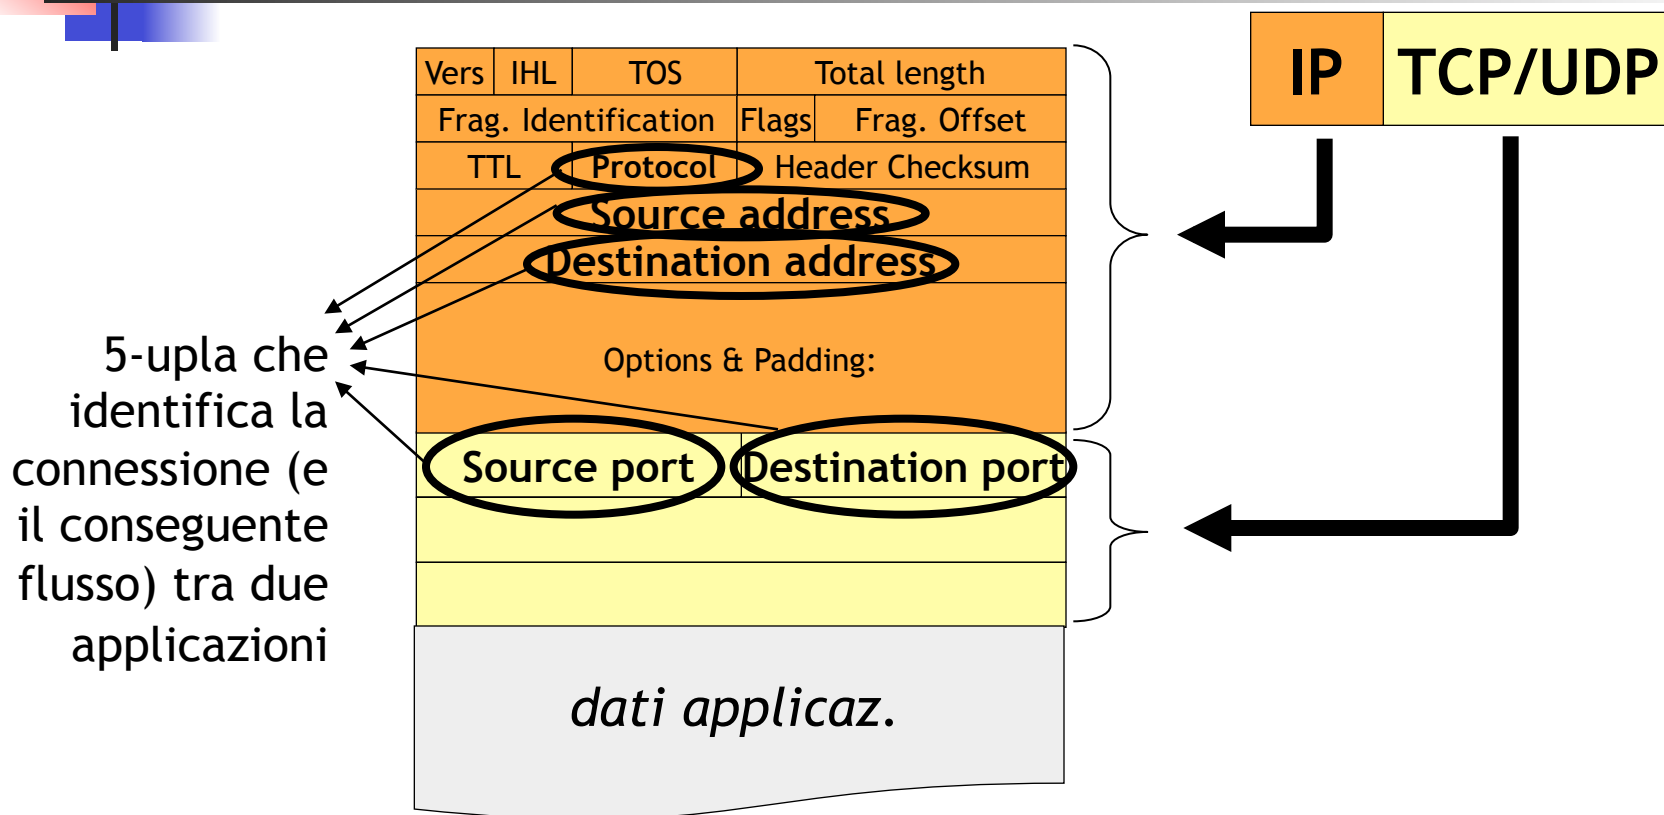 IP TCP/UDP
Vers IHL TOS Total length
Frag. Identification Flags Frag. Offset
TTL Protocol Header Checksum
Source address
Destination address
Options & Padding:
5-upla che
identifica la
connessione (e
il conseguente
flusso) tra due
applicazioni
Source port Destination port
dati applicaz.